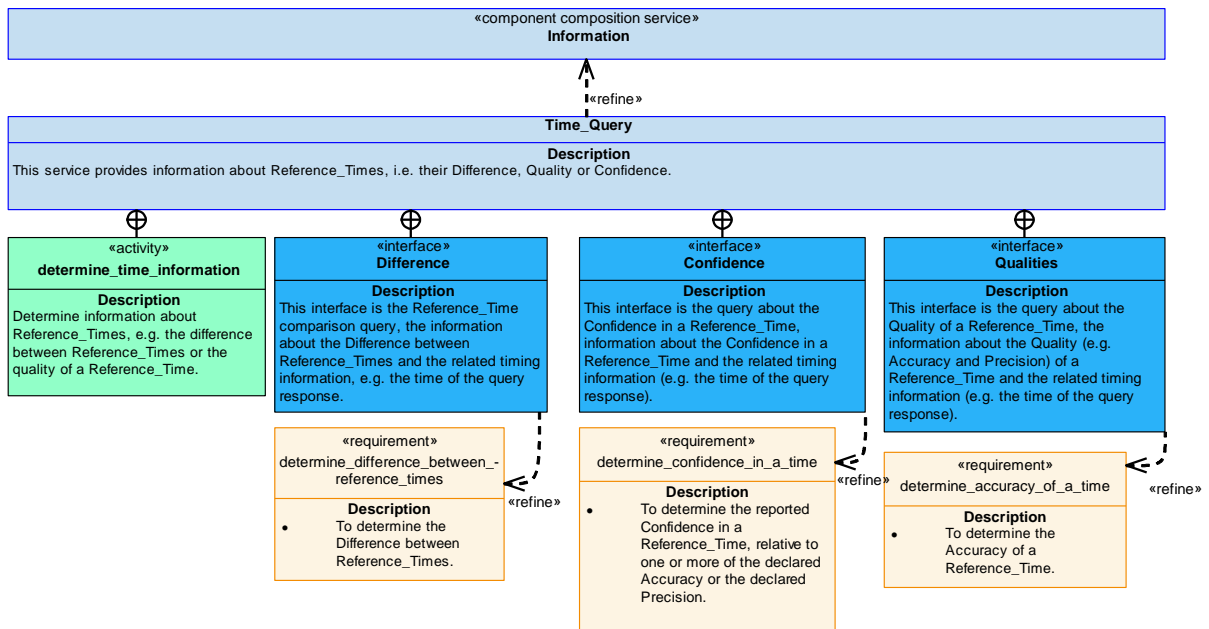 «component composition service»
Information
«refine»
Time_Query
Description
This service provides information about Reference_Times, i.e. their Difference, Quality or Confidence.
«activity»
determine_time_information
Description
Determine information about
Reference_Times, e.g. the difference
between Reference_Times or the
quality of a Reference_Time.
«interface»
Difference
Description
This interface is the Reference_Time
comparison query, the information
about the Difference between
Reference_Times and the related timing
information, e.g. the time of the query
response.
«interface»
Confidence
Description
This interface is the query about the
Confidence in a Reference_Time,
information about the Confidence in a
Reference_Time and the related timing
information (e.g. the time of the query
response).
«interface»
Qualities
Description
This interface is the query about the
Quality of a Reference_Time, the
information about the Quality (e.g.
Accuracy and Precision) of a
Reference_Time and the related timing
information (e.g. the time of the query
response).
«requirement»
determine_difference_between_-
reference_times
Description
• To determine the
Difference between
Reference_Times.
«refine»
«requirement»
determine_confidence_in_a_time
Description
• To determine the reported
Confidence in a
Reference_Time, relative to
one or more of the declared
Accuracy or the declared
Precision.
«refine»
«requirement»
determine_accuracy_of_a_time
Description
• To determine the
Accuracy of a
Reference_Time.
«refine»